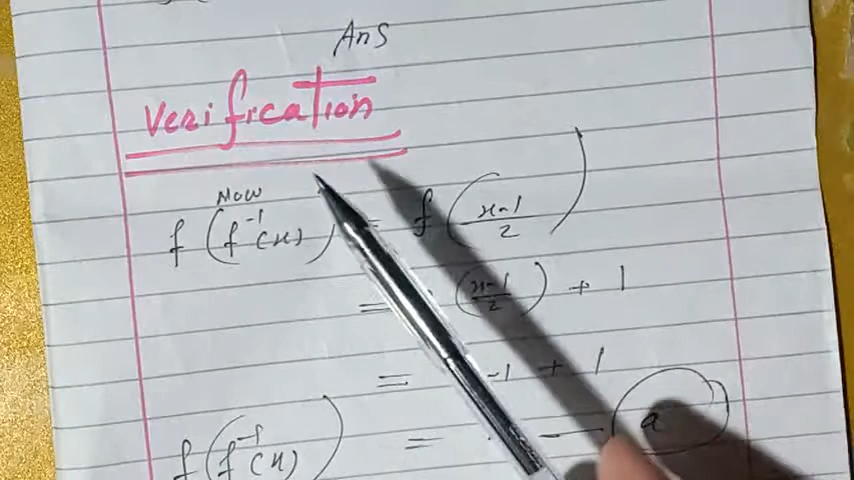 Ans
Verification
Now
f(f⁻¹(x)) = f((x-1)/2)
= ((x-1)/2) + 1
= -1 + 1
f(f⁻¹(x)) = a